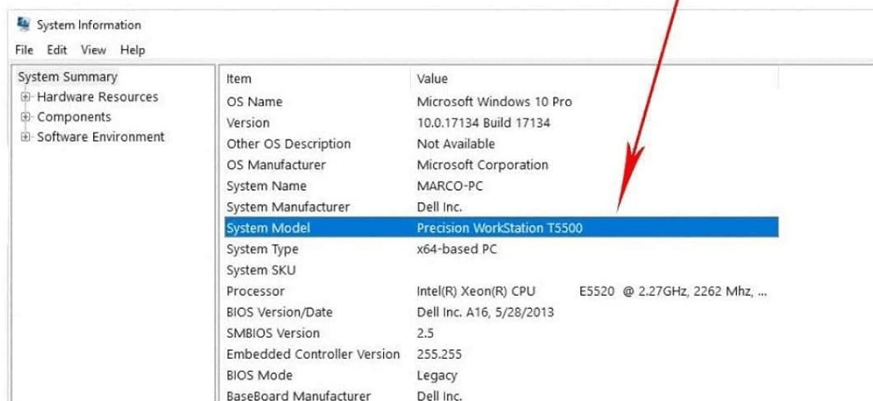 System Information
File Edit View Help
System Summary
Hardware Resources
Components
Software Environment
Item Value
OS Name Microsoft Windows 10 Pro
Version 10.0.17134 Build 17134
Other OS Description Not Available
OS Manufacturer Microsoft Corporation
System Name MARCO-PC
System Manufacturer Dell Inc.
System Model Precision WorkStation T5500
System Type x64-based PC
System SKU
Processor Intel(R) Xeon(R) CPU E5520 @ 2.27GHz, 2262 Mhz, ...
BIOS Version/Date Dell Inc. A16, 5/28/2013
SMBIOS Version 2.5
Embedded Controller Version 255.255
BIOS Mode Legacy
BaseBoard Manufacturer Dell Inc.